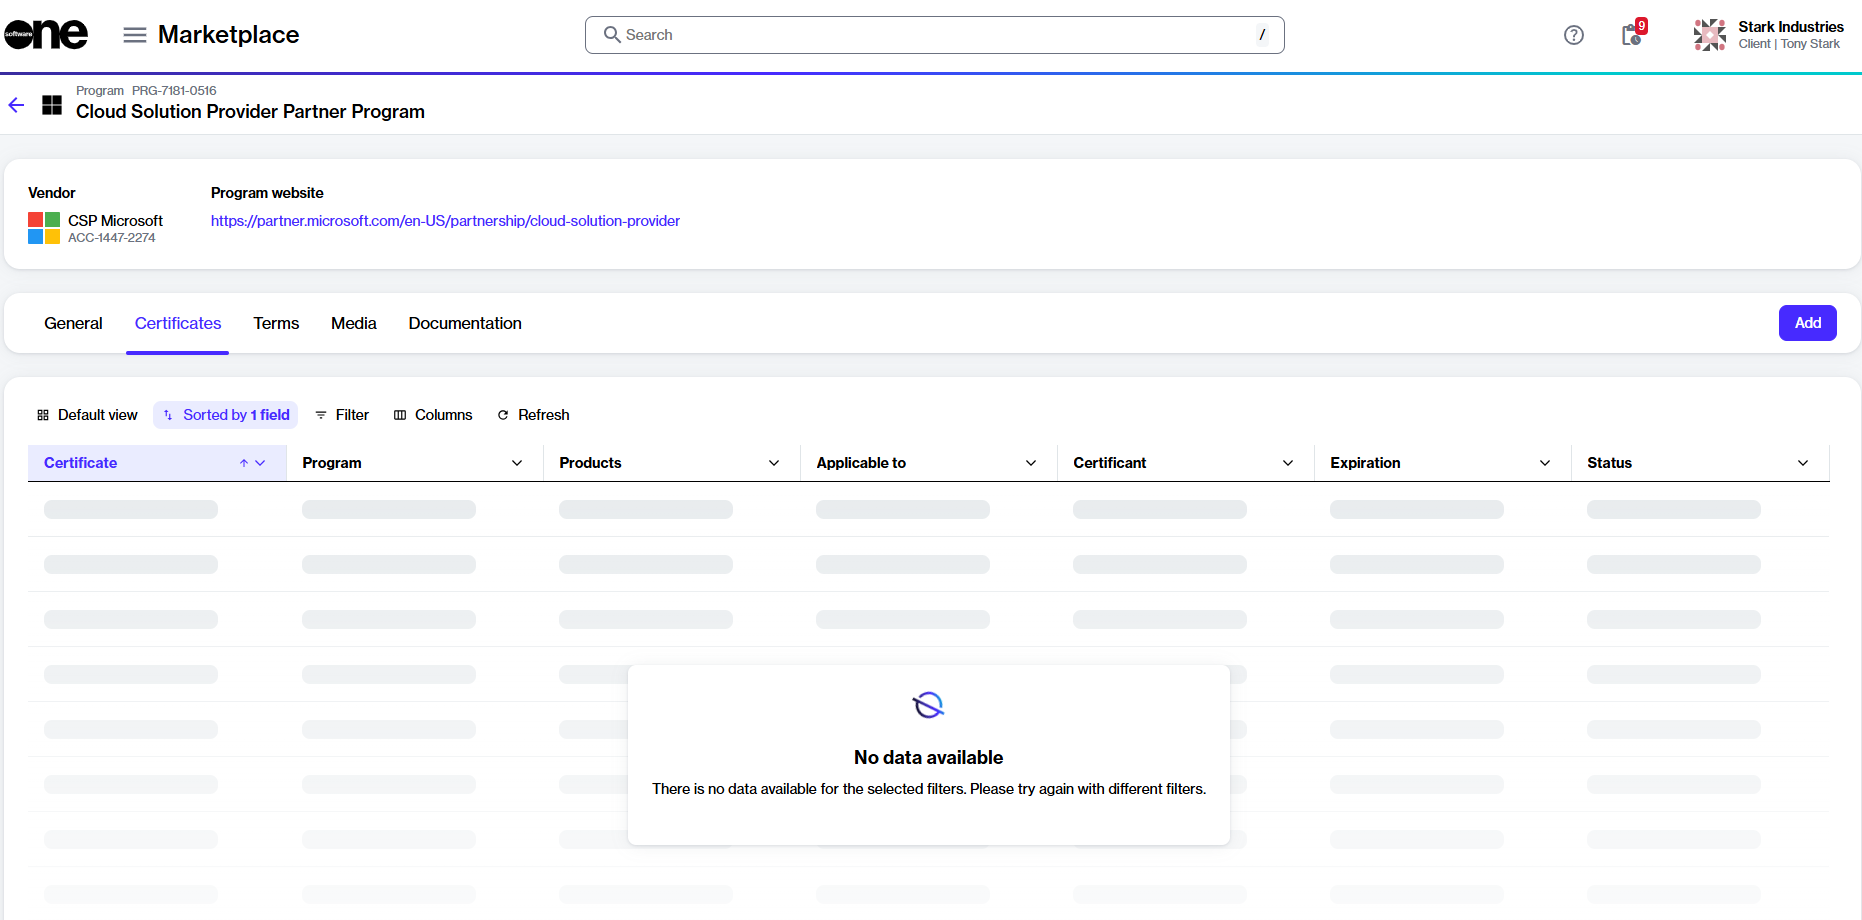 software one
Marketplace
Search
/
9
Stark Industries
Client | Tony Stark
Program PRG-7181-0516
Cloud Solution Provider Partner Program
Vendor
Program website
CSP Microsoft
ACC-1447-2274
https://partner.microsoft.com/en-US/partnership/cloud-solution-provider
General Certificates Terms Media Documentation
Add
Default view Sorted by 1 field Filter Columns Refresh
Certificate Program Products Applicable to Certificant Expiration Status
No data available
There is no data available for the selected filters. Please try again with different filters.